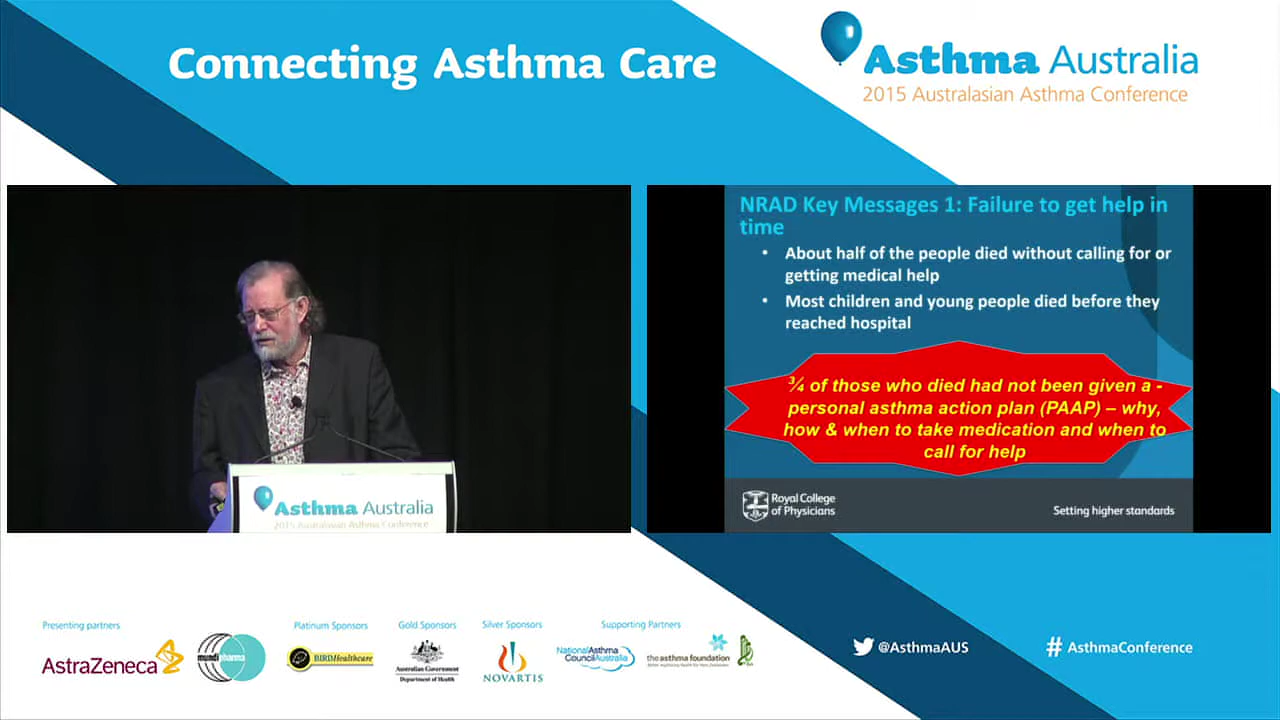 Connecting Asthma Care
Asthma Australia
2015 Australasian Asthma Conference
NRAD Key Messages 1: Failure to get help in
time
• About half of the people died without calling for or
getting medical help
• Most children and young people died before they
reached hospital
¾ of those who died had not been given a -
personal asthma action plan (PAAP) – why,
how & when to take medication and when to
call for help
Royal College
of Physicians
Setting higher standards
Asthma Australia
2015 Australasian Asthma Conference
Presenting partners
Platinum Sponsors
Gold Sponsors
Silver Sponsors
Supporting Partners
AstraZeneca
mundipharma
BIRDHealthcare
Australian Government
Department of Health
NOVARTIS
National Asthma
Council Australia
the asthma foundation
@AsthmaAUS
# AsthmaConference